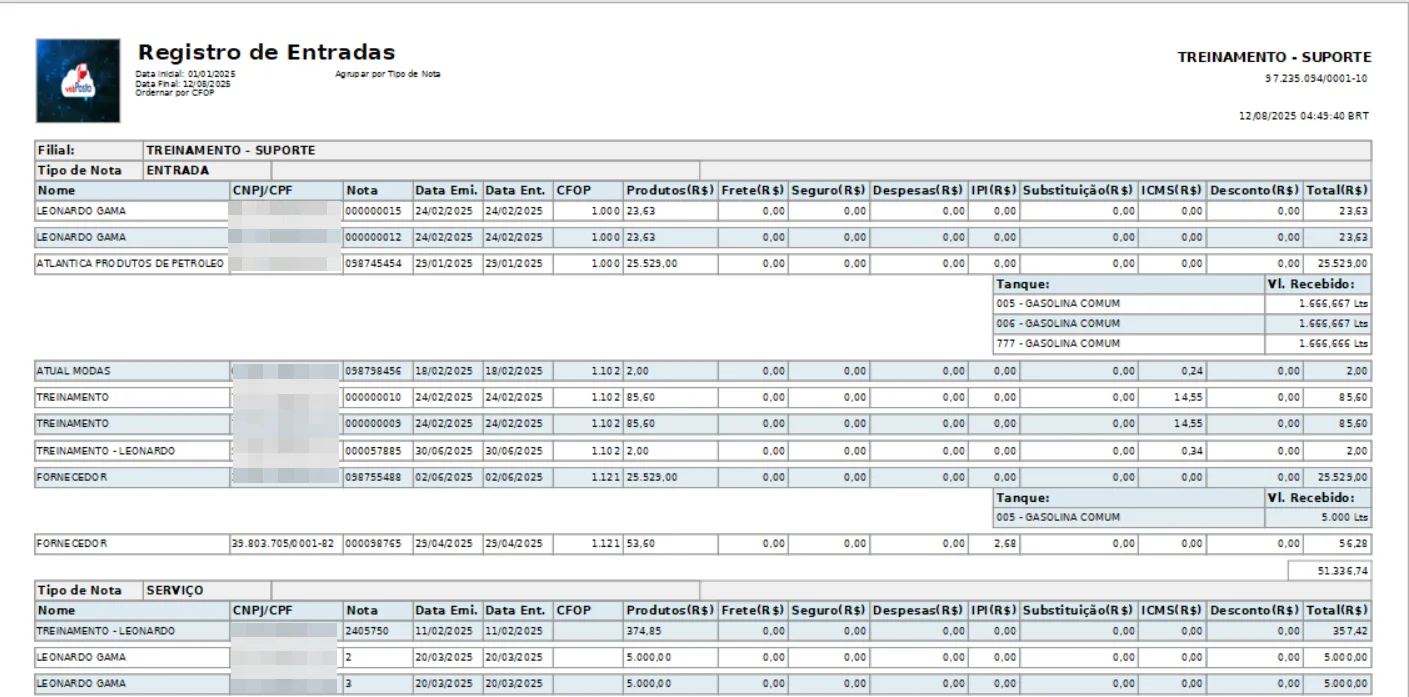 Registro de Entradas
TREINAMENTO - SUPORTE
Data Inicial: 01/01/2025 Agrupar por Tipo de Nota
97.235.094/0001-10
Data Final: 12/08/2025
Ordernar por CFOP
webPosto
12/08/2025 04:49:40 BRT
Filial: TREINAMENTO - SUPORTE
Tipo de Nota ENTRADA
Nome CNPJ/CPF Nota Data Emi. Data Ent. CFOP Produtos(R$) Frete(R$) Seguro(R$) Despesas(R$) IPI(R$) Substituição(R$) ICMS(R$) Desconto(R$) Total(R$)
LEONARDO GAMA 000000015 24/02/2025 24/02/2025 1.000 23,63 0,00 0,00 0,00 0,00 0,00 0,00 0,00 23,63
LEONARDO GAMA 000000012 24/02/2025 24/02/2025 1.000 23,63 0,00 0,00 0,00 0,00 0,00 0,00 0,00 23,63
ATLANTICA PRODUTOS DE PETROLEO 098745454 29/01/2025 29/01/2025 1.000 25.529,00 0,00 0,00 0,00 0,00 0,00 0,00 0,00 25.529,00
Tanque: Vl. Recebido:
005 - GASOLINA COMUM 1.666,667 Lts
006 - GASOLINA COMUM 1.666,667 Lts
777 - GASOLINA COMUM 1.666,666 Lts
ATUAL MODAS 098798456 18/02/2025 18/02/2025 1.102 2,00 0,00 0,00 0,00 0,00 0,00 0,24 0,00 2,00
TREINAMENTO 000000010 24/02/2025 24/02/2025 1.102 85,60 0,00 0,00 0,00 0,00 0,00 14,55 0,00 85,60
TREINAMENTO 000000009 24/02/2025 24/02/2025 1.102 85,60 0,00 0,00 0,00 0,00 0,00 14,55 0,00 85,60
TREINAMENTO - LEONARDO 000057885 30/06/2025 30/06/2025 1.102 2,00 0,00 0,00 0,00 0,00 0,00 0,34 0,00 2,00
FORNECEDOR 098755488 02/06/2025 02/06/2025 1.121 25.529,00 0,00 0,00 0,00 0,00 0,00 0,00 0,00 25.529,00
Tanque: Vl. Recebido:
005 - GASOLINA COMUM 5.000 Lts
FORNECEDOR 39.803.705/0001-82 000098765 29/04/2025 29/04/2025 1.121 53,60 0,00 0,00 0,00 2,68 0,00 0,00 0,00 56,28
51.336,74
Tipo de Nota SERVIÇO
Nome CNPJ/CPF Nota Data Emi. Data Ent. CFOP Produtos(R$) Frete(R$) Seguro(R$) Despesas(R$) IPI(R$) Substituição(R$) ICMS(R$) Desconto(R$) Total(R$)
TREINAMENTO - LEONARDO 2405750 11/02/2025 11/02/2025 374,85 0,00 0,00 0,00 0,00 0,00 0,00 0,00 357,42
LEONARDO GAMA 2 20/03/2025 20/03/2025 5.000,00 0,00 0,00 0,00 0,00 0,00 0,00 0,00 5.000,00
LEONARDO GAMA 3 20/03/2025 20/03/2025 5.000,00 0,00 0,00 0,00 0,00 0,00 0,00 0,00 5.000,00